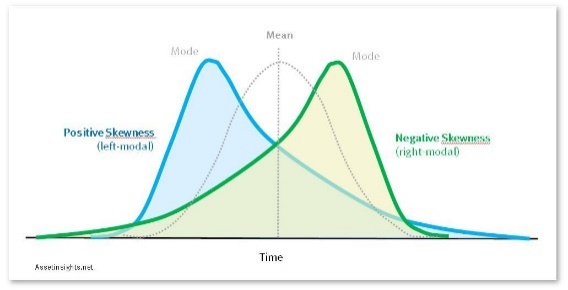 Mean
Mode
Mode
Positive Skewness
(left-modal)
Negative Skewness
(right-modal)
Time
Assetinsights.net